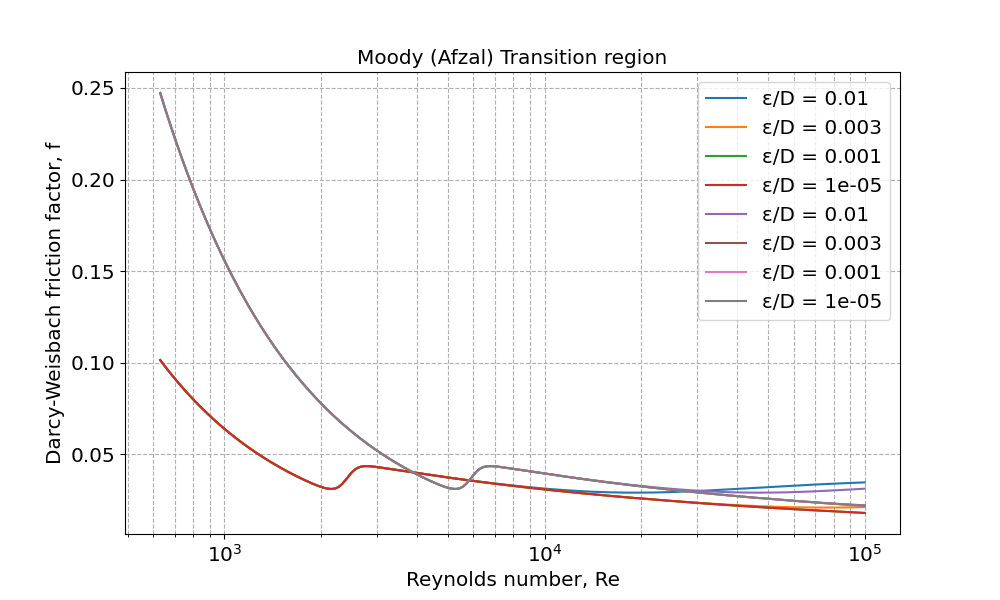 Moody (Afzal) Transition region
Darcy-Weisbach friction factor, f
0.25
0.20
0.15
0.10
0.05
ε/D = 0.01
ε/D = 0.003
ε/D = 0.001
ε/D = 1e-05
ε/D = 0.01
ε/D = 0.003
ε/D = 0.001
ε/D = 1e-05
10³ 10⁴ 10⁵
Reynolds number, Re